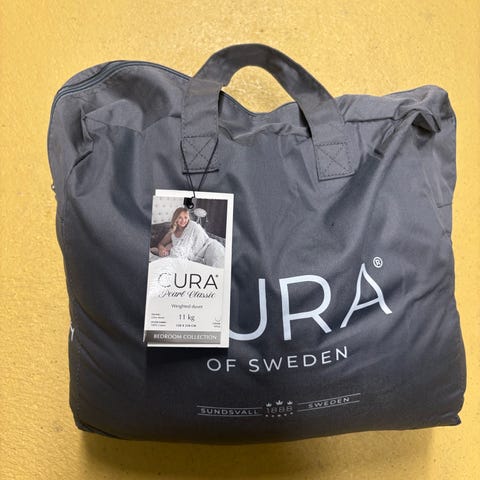 CURA®
Pearl Classic
Weighted duvet
11 kg
BEDROOM COLLECTION
URA®
OF SWEDEN
SUNDSVALL 1888 SWEDEN
Y